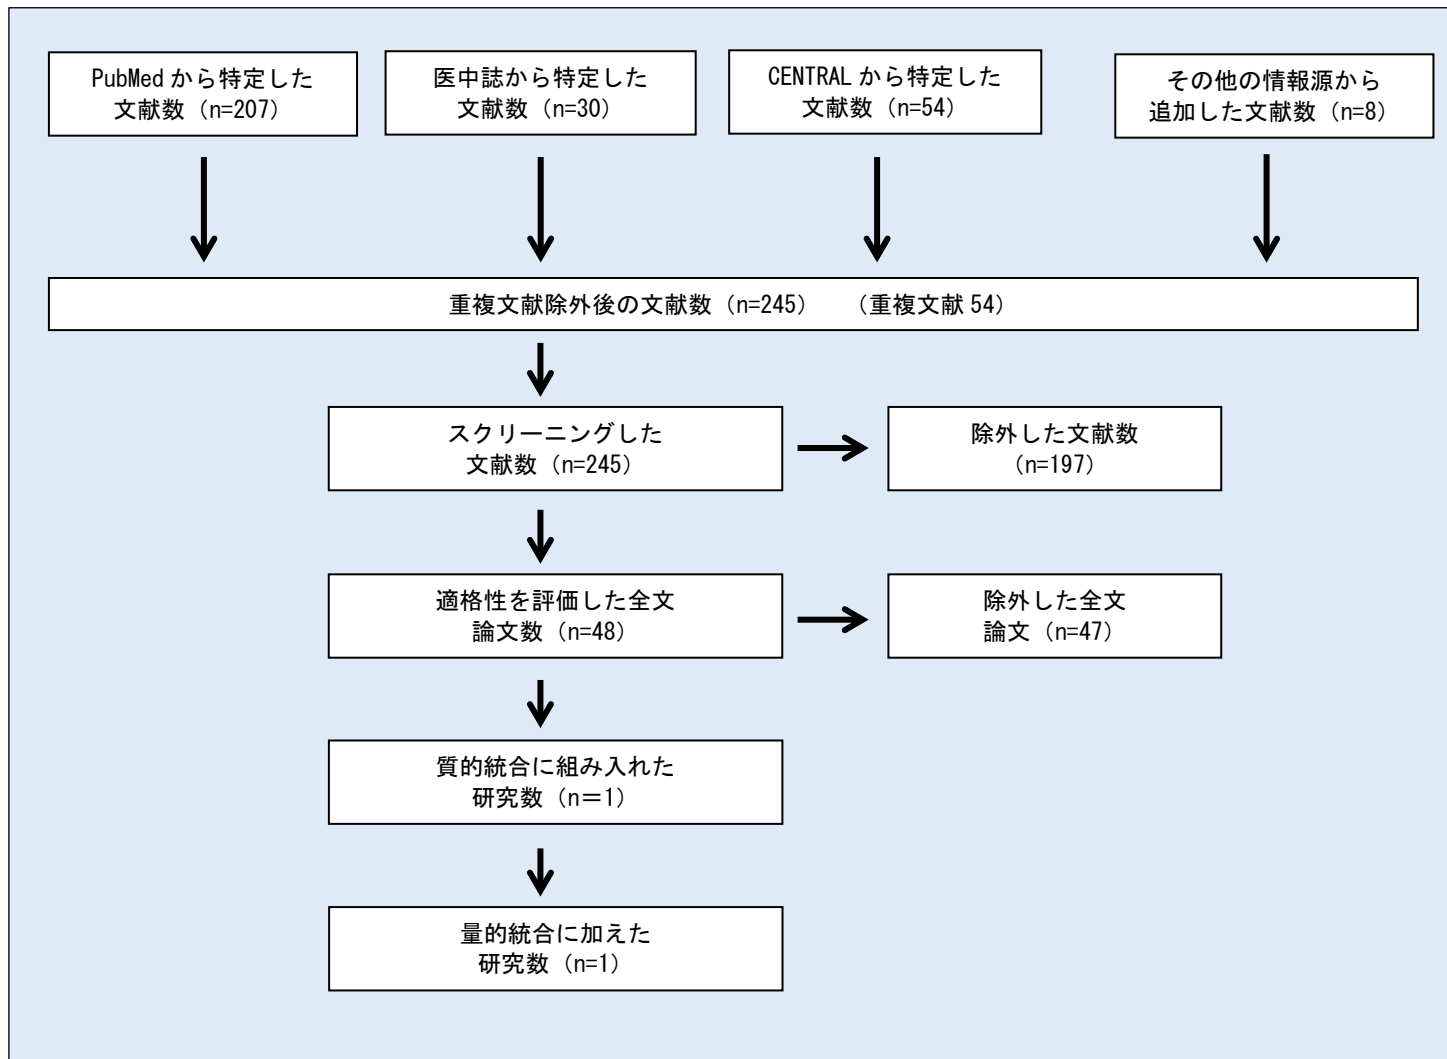 PubMed から特定した
文献数（n=207）
医中誌から特定した
文献数（n=30）
CENTRAL から特定した
文献数（n=54）
その他の情報源から
追加した文献数（n=8）
重複文献除外後の文献数（n=245）　（重複文献 54）
スクリーニングした
文献数（n=245）
除外した文献数
（n=197）
適格性を評価した全文
論文数（n=48）
除外した全文
論文（n=47）
質的統合に組み入れた
研究数（n＝1）
量的統合に加えた
研究数（n=1）